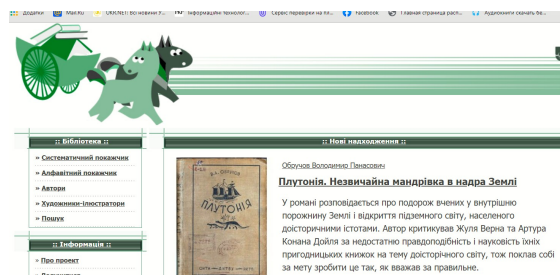 Додатки
Mail.Ru
UKR.NET: Всі новини У...
Інформаційні технолог...
Сервіс перевірки на пл...
Facebook
Главная страница расп...
Аудиокниги скачать бе...
:: Бібліотека ::
» Систематичний покажчик
» Алфавітний покажчик
» Автори
» Художники-ілюстратори
» Пошук
:: Інформація ::
» Про проект
:: Нові надходження ::
ПЛУТОНІЯ
Обручов Володимир Панасович
Плутонія. Незвичайна мандрівка в надра Землі
У романі розповідається про подорож вчених у внутрішню
порожнину Землі і відкриття підземного світу, населеного
доісторичними істотами. Автор критикував Жуля Верна та Артура
Конана Дойля за недостатню правдоподібність і науковість їхніх
пригодницьких книжок на тему доісторічного світу, тож поклав собі
за мету зробити це так, як вважав за правильне.